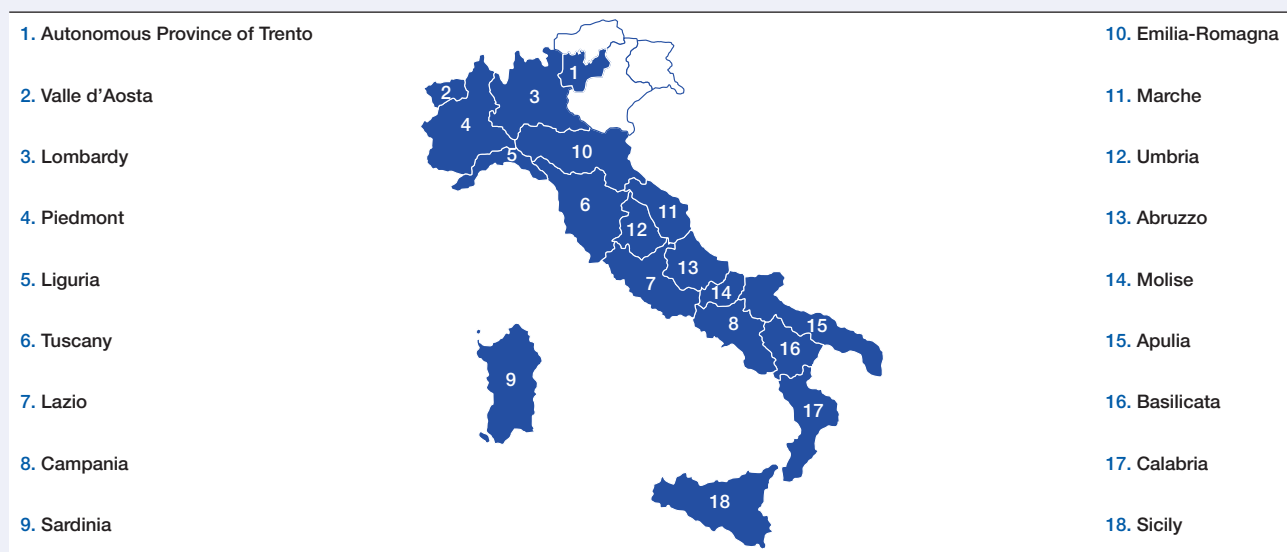 1. Autonomous Province of Trento
2. Valle d’Aosta
3. Lombardy
4. Piedmont
5. Liguria
6. Tuscany
7. Lazio
8. Campania
9. Sardinia
1
2
3
4
5
10
6
11
12
13
7
14
8
15
16
9
17
18
10. Emilia-Romagna
11. Marche
12. Umbria
13. Abruzzo
14. Molise
15. Apulia
16. Basilicata
17. Calabria
18. Sicily